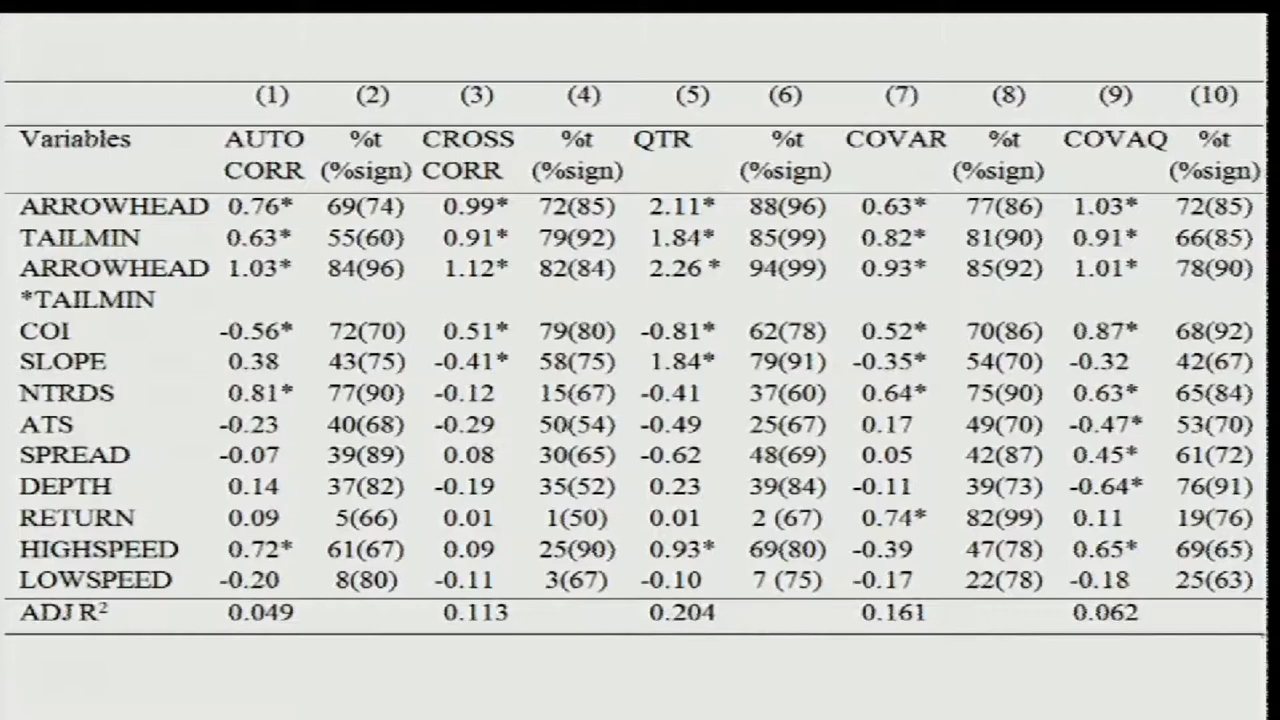 (1) (2) (3) (4) (5) (6) (7) (8) (9) (10)
Variables AUTO %t CROSS %t QTR %t COVAR %t COVAQ %t
CORR (%sign) CORR (%sign) (%sign) (%sign) (%sign)
ARROWHEAD 0.76* 69(74) 0.99* 72(85) 2.11* 88(96) 0.63* 77(86) 1.03* 72(85)
TAILMIN 0.63* 55(60) 0.91* 79(92) 1.84* 85(99) 0.82* 81(90) 0.91* 66(85)
ARROWHEAD 1.03* 84(96) 1.12* 82(84) 2.26 * 94(99) 0.93* 85(92) 1.01* 78(90)
*TAILMIN
COI -0.56* 72(70) 0.51* 79(80) -0.81* 62(78) 0.52* 70(86) 0.87* 68(92)
SLOPE 0.38 43(75) -0.41* 58(75) 1.84* 79(91) -0.35* 54(70) -0.32 42(67)
NTRDS 0.81* 77(90) -0.12 15(67) -0.41 37(60) 0.64* 75(90) 0.63* 65(84)
ATS -0.23 40(68) -0.29 50(54) -0.49 25(67) 0.17 49(70) -0.47* 53(70)
SPREAD -0.07 39(89) 0.08 30(65) -0.62 48(69) 0.05 42(87) 0.45* 61(72)
DEPTH 0.14 37(82) -0.19 35(52) 0.23 39(84) -0.11 39(73) -0.64* 76(91)
RETURN 0.09 5(66) 0.01 1(50) 0.01 2 (67) 0.74* 82(99) 0.11 19(76)
HIGHSPEED 0.72* 61(67) 0.09 25(90) 0.93* 69(80) -0.39 47(78) 0.65* 69(65)
LOWSPEED -0.20 8(80) -0.11 3(67) -0.10 7 (75) -0.17 22(78) -0.18 25(63)
ADJ R² 0.049 0.113 0.204 0.161 0.062